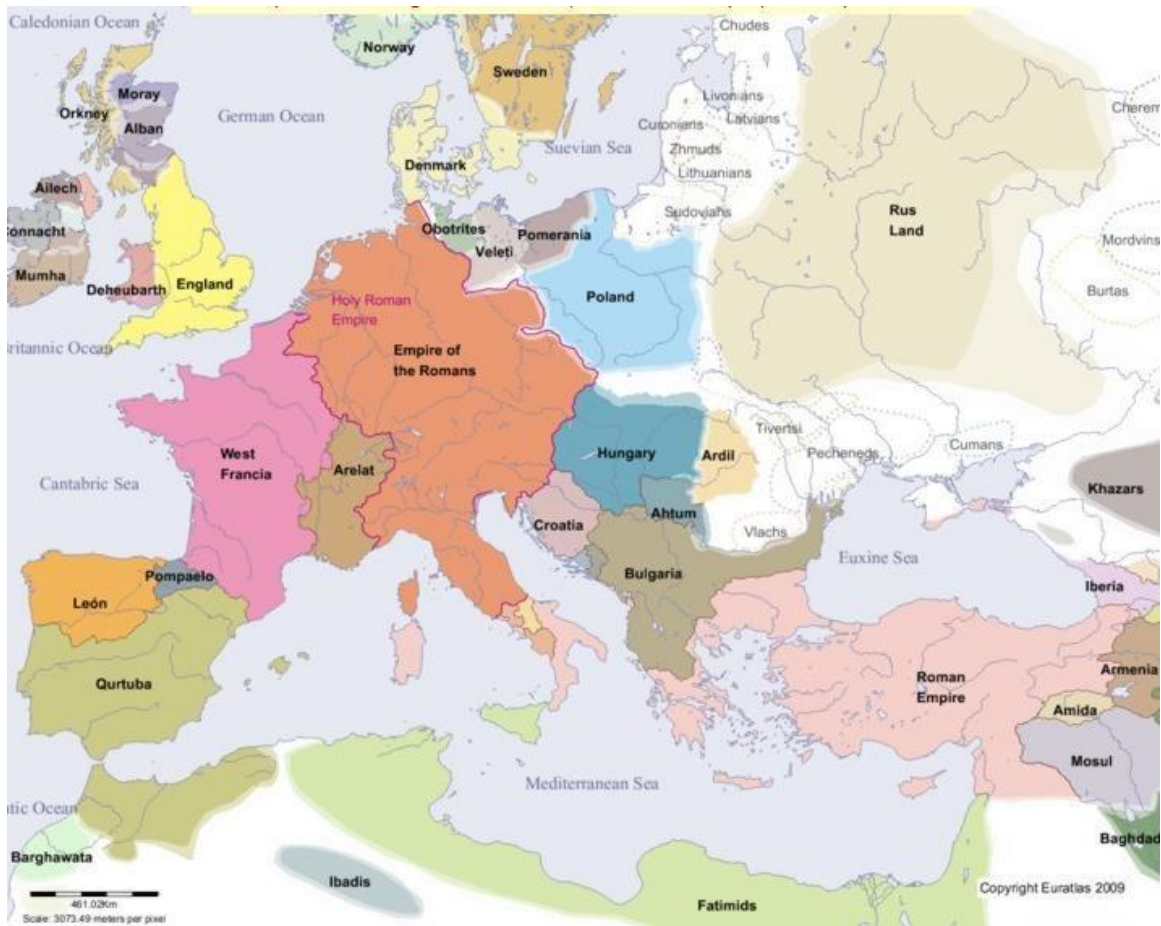 Caledonian Ocean
Norway
Sweden
Chudes
Moray
Orkney
Alban
German Ocean
Livonians
Latvians
Curonians
Zhmuds
Lithuanians
Sudovians
Cherem
Suevian Sea
Denmark
Ailech
Connacht
Mumha
Deheubarth
England
Obotrites
Veleti
Pomerania
Poland
Rus
Land
Mordvins
Burtas
Britannic Ocean
Holy Roman
Empire
Empire of
the Romans
West
Francia
Arelat
Hungary
Ardil
Tivertsi
Pechenegs
Cumans
Khazars
Cantabric Sea
Croatia
Ahtum
Vlachs
Bulgaria
Euxine Sea
Iberia
Pompaelo
León
Qurtuba
Roman
Empire
Armenia
Amida
Mosul
Mediterranean Sea
tic Ocean
Barghawata
Ibadis
Fatimids
Baghdad
Copyright Euratlas 2009
461.02Km
Scale: 3073.49 meters per pixel